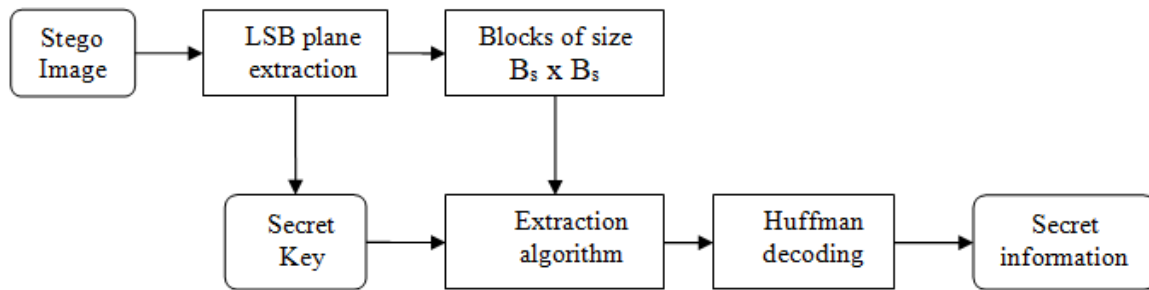 Stego
Image
LSB plane
extraction
Blocks of size
Bₛ x Bₛ
Secret
Key
Extraction
algorithm
Huffman
decoding
Secret
information